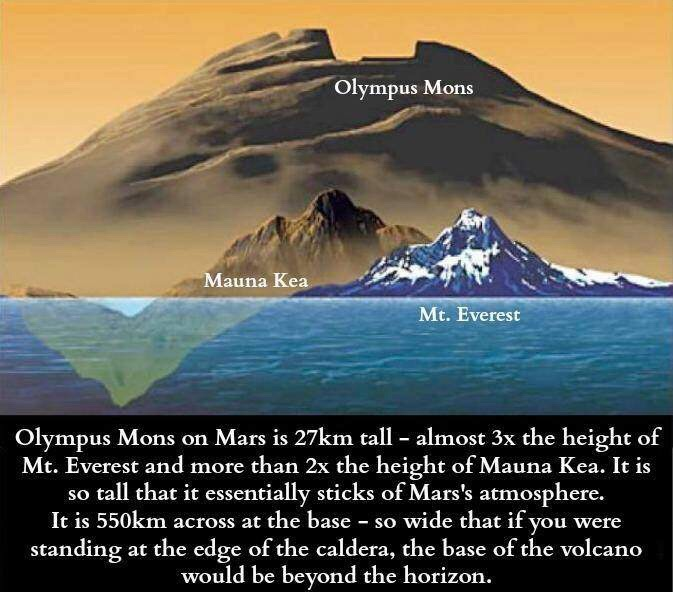 Olympus Mons
Mauna Kea
Mt. Everest
Olympus Mons on Mars is 27km tall - almost 3x the height of
Mt. Everest and more than 2x the height of Mauna Kea. It is
so tall that it essentially sticks of Mars's atmosphere.
It is 550km across at the base - so wide that if you were
standing at the edge of the caldera, the base of the volcano
would be beyond the horizon.